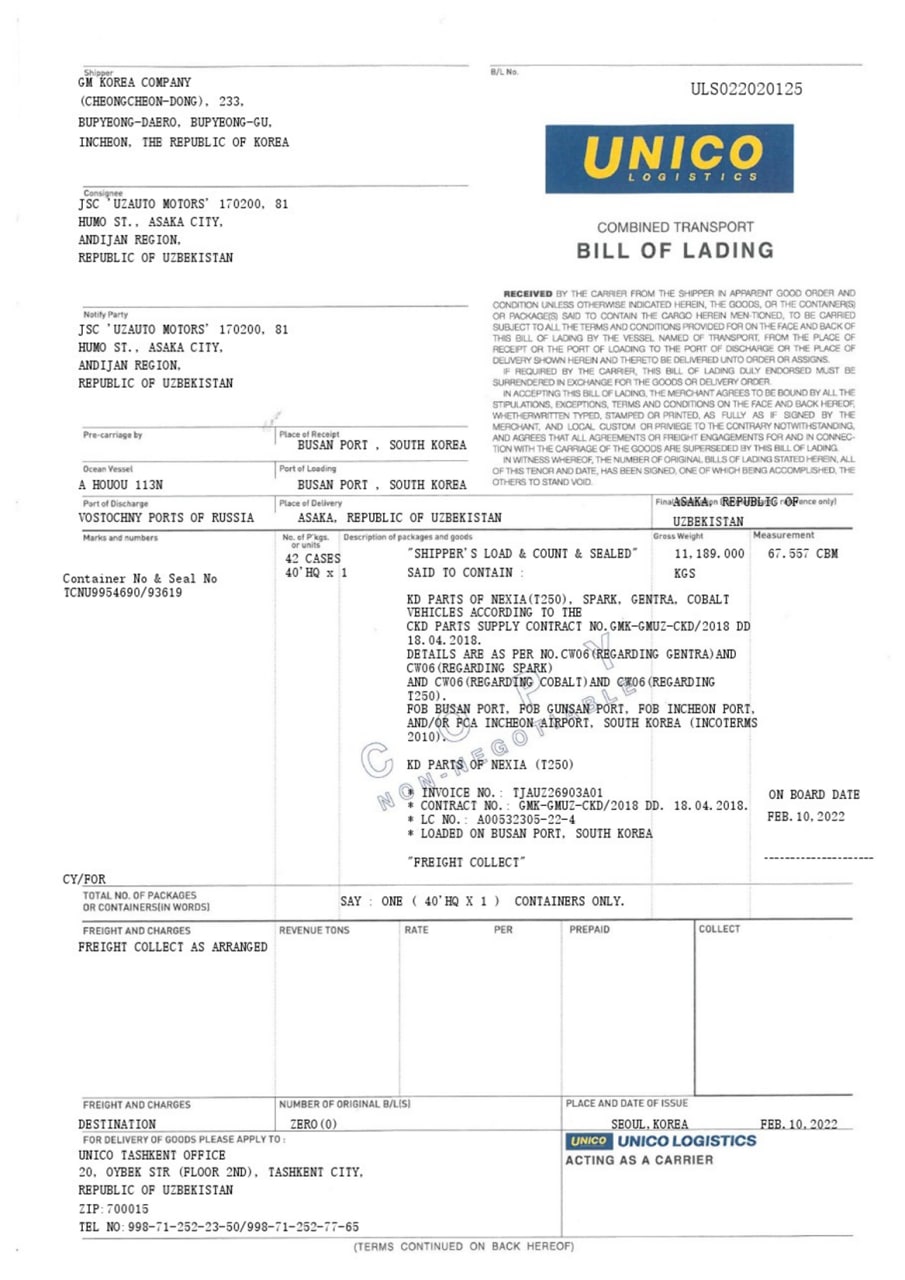 Shipper
GM KOREA COMPANY
(CHEONGCHEON-DONG), 233,
BUPYEONG-DAERO, BUPYEONG-GU,
INCHEON, THE REPUBLIC OF KOREA
B/L No.
ULS022020125
UNICO
LOGISTICS
Consignee
JSC 'UZAUTO MOTORS' 170200, 81
HUMO ST., ASAKA CITY,
ANDIJAN REGION,
REPUBLIC OF UZBEKISTAN
COMBINED TRANSPORT
BILL OF LADING
RECEIVED BY THE CARRIER FROM THE SHIPPER IN APPARENT GOOD ORDER AND
CONDITION UNLESS OTHERWISE INDICATED HEREIN, THE GOODS, OR THE CONTAINER(S)
OR PACKAGE(S) SAID TO CONTAIN THE CARGO HEREIN MEN-TIONED, TO BE CARRIED
SUBJECT TO ALL THE TERMS AND CONDITIONS PROVIDED FOR ON THE FACE AND BACK OF
THIS BILL OF LADING BY THE VESSEL NAMED OF TRANSPORT, FROM THE PLACE OF
RECEIPT OR THE PORT OF LOADING TO THE PORT OF DISCHARGE OR THE PLACE OF
DELIVERY SHOWN HEREIN AND THERETO BE DELIVERED UNTO ORDER OR ASSIGNS.
IF REQUIRED BY THE CARRIER, THIS BILL OF LADING DULY ENDORSED MUST BE
SURRENDERED IN EXCHANGE FOR THE GOODS OR DELIVERY ORDER.
IN ACCEPTING THIS BILL OF LADING, THE MERCHANT AGREES TO BE BOUND BY ALL THE
STIPULATIONS, EXCEPTIONS, TERMS AND CONDITIONS ON THE FACE AND BACK HEREOF,
WHETHERWRITTEN TYPED, STAMPED OR PRINTED, AS FULLY AS IF SIGNED BY THE
MERCHANT, AND LOCAL CUSTOM OR PRIVIEGE TO THE CONTRARY NOTWITHSTANDING,
AND AGREES THAT ALL AGREEMENTS OR FREIGHT ENGAGEMENTS FOR AND IN CONNEC-
TION WITH THE CARRIAGE OF THE GOODS ARE SUPERSEDED BY THIS BILL OF LADING.
IN WITNESS WHEREOF, THE NUMBER OF ORIGINAL BILLS OF LADING STATED HEREIN, ALL
OF THIS TENOR AND DATE, HAS BEEN SIGNED, ONE OF WHICH BEING ACCOMPLISHED, THE
OTHERS TO STAND VOID.
Notify Party
JSC 'UZAUTO MOTORS' 170200, 81
HUMO ST., ASAKA CITY,
ANDIJAN REGION,
REPUBLIC OF UZBEKISTAN
Pre-carriage by
Place of Receipt
BUSAN PORT , SOUTH KOREA
Ocean Vessel
A HOUOU 113N
Port of Loading
BUSAN PORT , SOUTH KOREA
Port of Discharge
VOSTOCHNY PORTS OF RUSSIA
Place of Delivery
ASAKA, REPUBLIC OF UZBEKISTAN
ASAKA, REPUBLIC OF
UZBEKISTAN
Marks and numbers
No. of P'kgs. or units
Description of packages and goods
Gross Weight
Measurement
42 CASES
40'HQ x 1
"SHIPPER'S LOAD & COUNT & SEALED"
SAID TO CONTAIN :
11,189.000
KGS
67.557 CBM
Container No & Seal No
TCNU9954690/93619
KD PARTS OF NEXIA(T250), SPARK, GENTRA, COBALT
VEHICLES ACCORDING TO THE
CKD PARTS SUPPLY CONTRACT NO.GMK-GMUZ-CKD/2018 DD
18.04.2018.
DETAILS ARE AS PER NO.CW06(REGARDING GENTRA)AND
CW06(REGARDING SPARK)
AND CW06(REGARDING COBALT)AND CW06(REGARDING
T250).
FOB BUSAN PORT, FOB GUNSAN PORT, FOB INCHEON PORT,
AND/OR FCA INCHEON AIRPORT, SOUTH KOREA (INCOTERMS
2010).
COPY
NON-NEGOTIABLE
KD PARTS OF NEXIA (T250)
* INVOICE NO.: TJAUZ26903A01
* CONTRACT NO.: GMK-GMUZ-CKD/2018 DD. 18.04.2018.
* LC NO.: A00532305-22-4
* LOADED ON BUSAN PORT, SOUTH KOREA
ON BOARD DATE
FEB.10,2022
"FREIGHT COLLECT"
---------------------
CY/FOR
TOTAL NO. OF PACKAGES
OR CONTAINERS(IN WORDS)
SAY : ONE ( 40'HQ X 1 ) CONTAINERS ONLY.
FREIGHT AND CHARGES
REVENUE TONS
RATE
PER
PREPAID
COLLECT
FREIGHT COLLECT AS ARRANGED
FREIGHT AND CHARGES
DESTINATION
NUMBER OF ORIGINAL B/L(S)
ZERO(0)
PLACE AND DATE OF ISSUE
SEOUL,KOREA FEB.10,2022
FOR DELIVERY OF GOODS PLEASE APPLY TO :
UNICO TASHKENT OFFICE
20, OYBEK STR (FLOOR 2ND), TASHKENT CITY,
REPUBLIC OF UZBEKISTAN
ZIP:700015
TEL NO:998-71-252-23-50/998-71-252-77-65
UNICO UNICO LOGISTICS
ACTING AS A CARRIER
(TERMS CONTINUED ON BACK HEREOF)